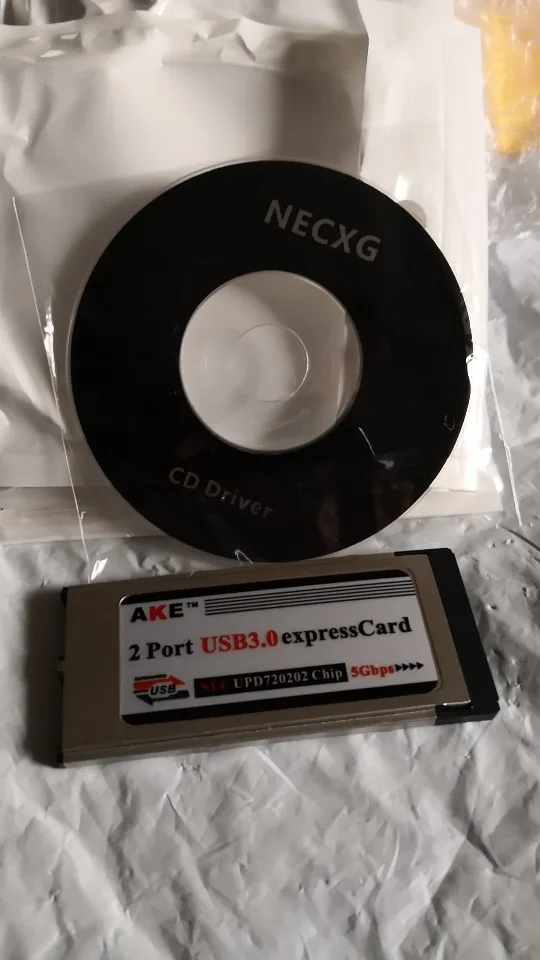 NECXG
CD Driver
AKE™
2 Port USB3.0 expressCard
USB
NEC UPD720202 Chip 5Gbps